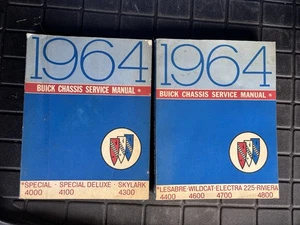 1964
BUICK CHASSIS SERVICE MANUAL *
*SPECIAL · SPECIAL DELUXE · SKYLARK
4000 4100 4300
1964
BUICK CHASSIS SERVICE MANUAL *
*LESABRE·WILDCAT·ELECTRA 225·RIVIERA
4400 4600 4700 4800